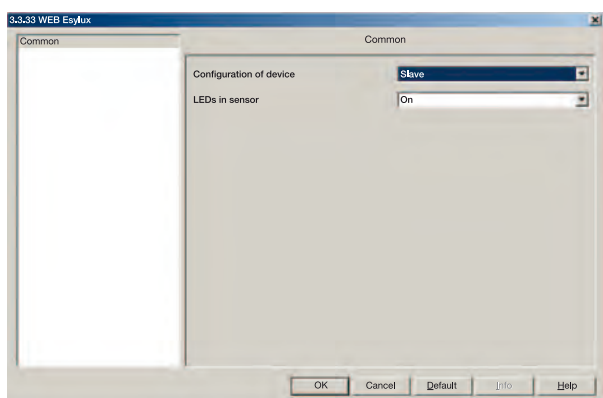 3.3.33 WEB Esylux
Common
Common
Configuration of device
Slave
LEDs in sensor
On
OK
Cancel
Default
Info
Help